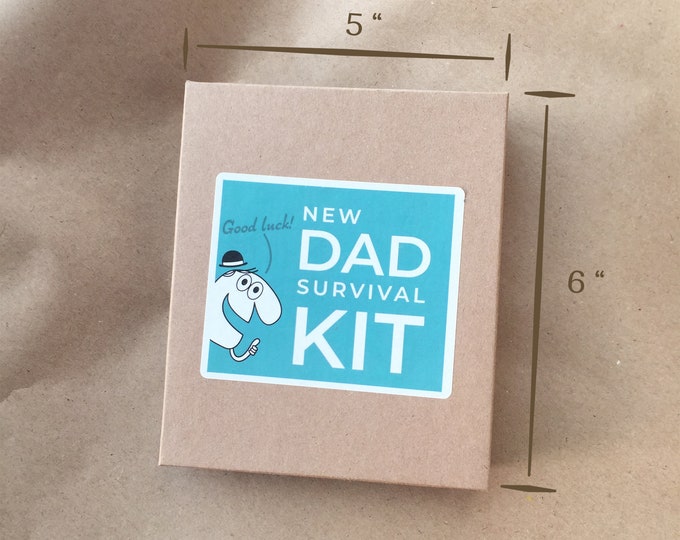 5 “
Good luck!
NEW
DAD
SURVIVAL
KIT
6 “